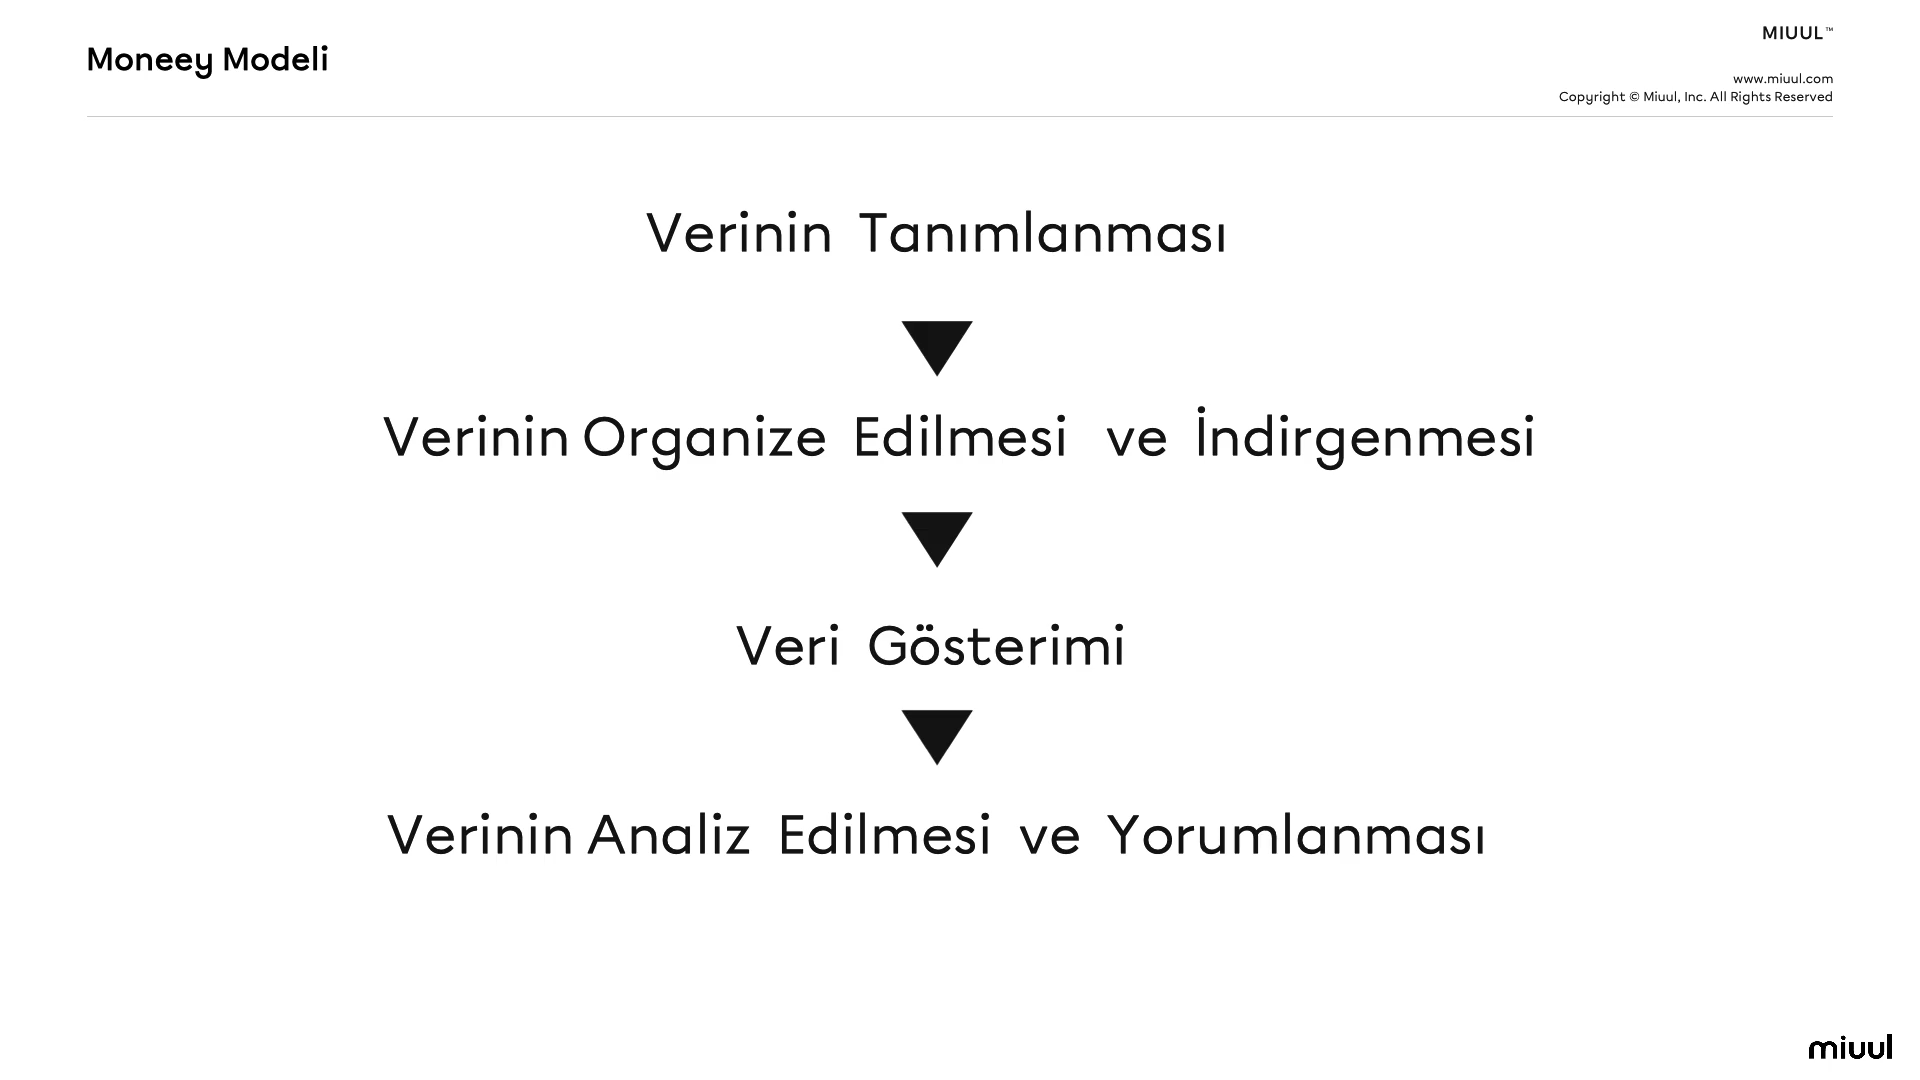 Moneey Modeli
MIUUL™
www.miuul.com
Copyright © Miuul, Inc. All Rights Reserved
Verinin Tanımlanması
Verinin Organize Edilmesi ve İndirgenmesi
Veri Gösterimi
Verinin Analiz Edilmesi ve Yorumlanması
miuul